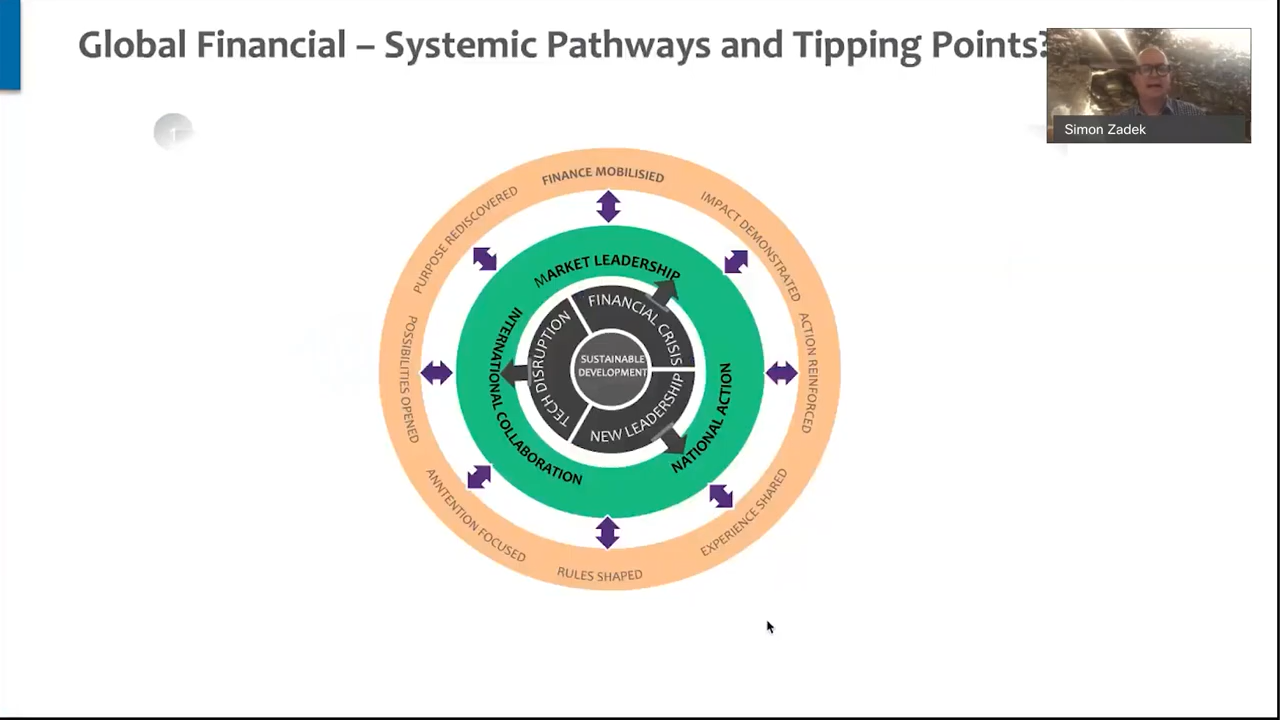 Global Financial – Systemic Pathways and Tipping Points?
Simon Zadek
FINANCE MOBILISIED
IMPACT DEMONSTRATED
ACTION REINFORCED
EXPERIENCE SHARED
RULES SHAPED
ANNTENTION FOCUSED
POSSIBILITIES OPENED
PURPOSE REDISCOVERED
MARKET LEADERSHIP
NATIONAL ACTION
INTERNATIONAL COLLABORATION
FINANCIAL CRISIS
NEW LEADERSHIP
TECH DISRUPTION
SUSTAINABLE
DEVELOPMENT